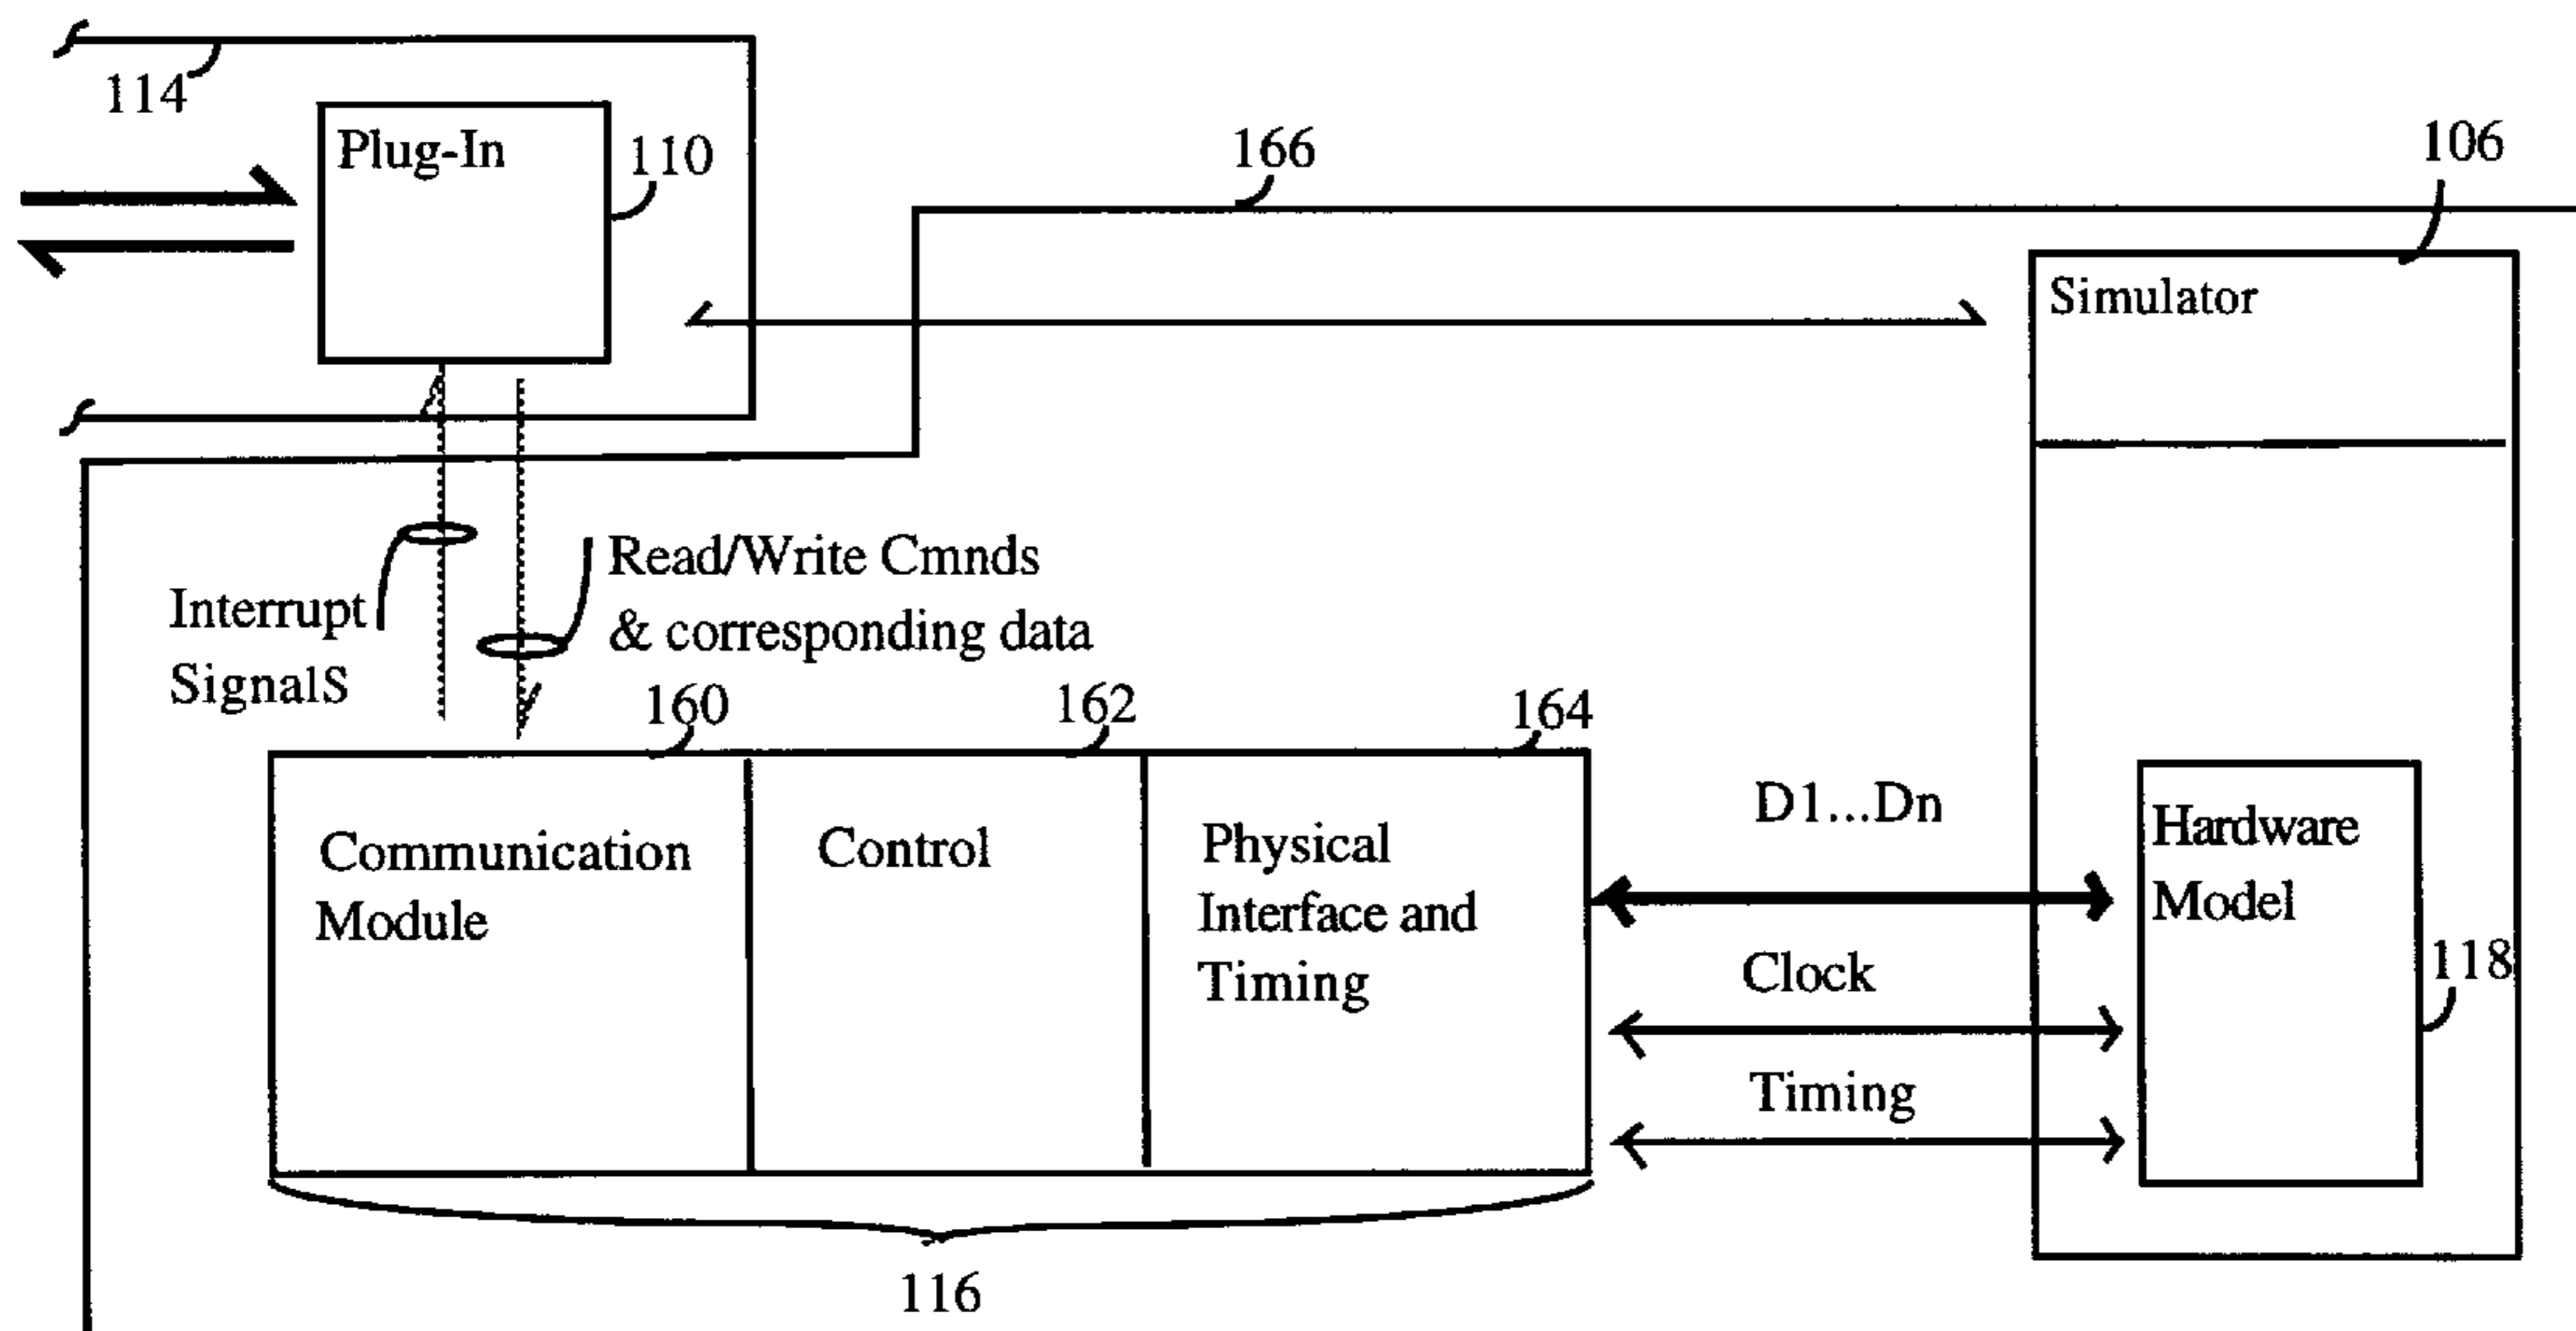 114
Plug-In
110
166
106
Simulator
Interrupt
SignalS
Read/Write Cmnds
& corresponding data
160
162
164
Communication
Module
Control
Physical
Interface and
Timing
D1...Dn
Clock
Timing
Hardware
Model
118
116